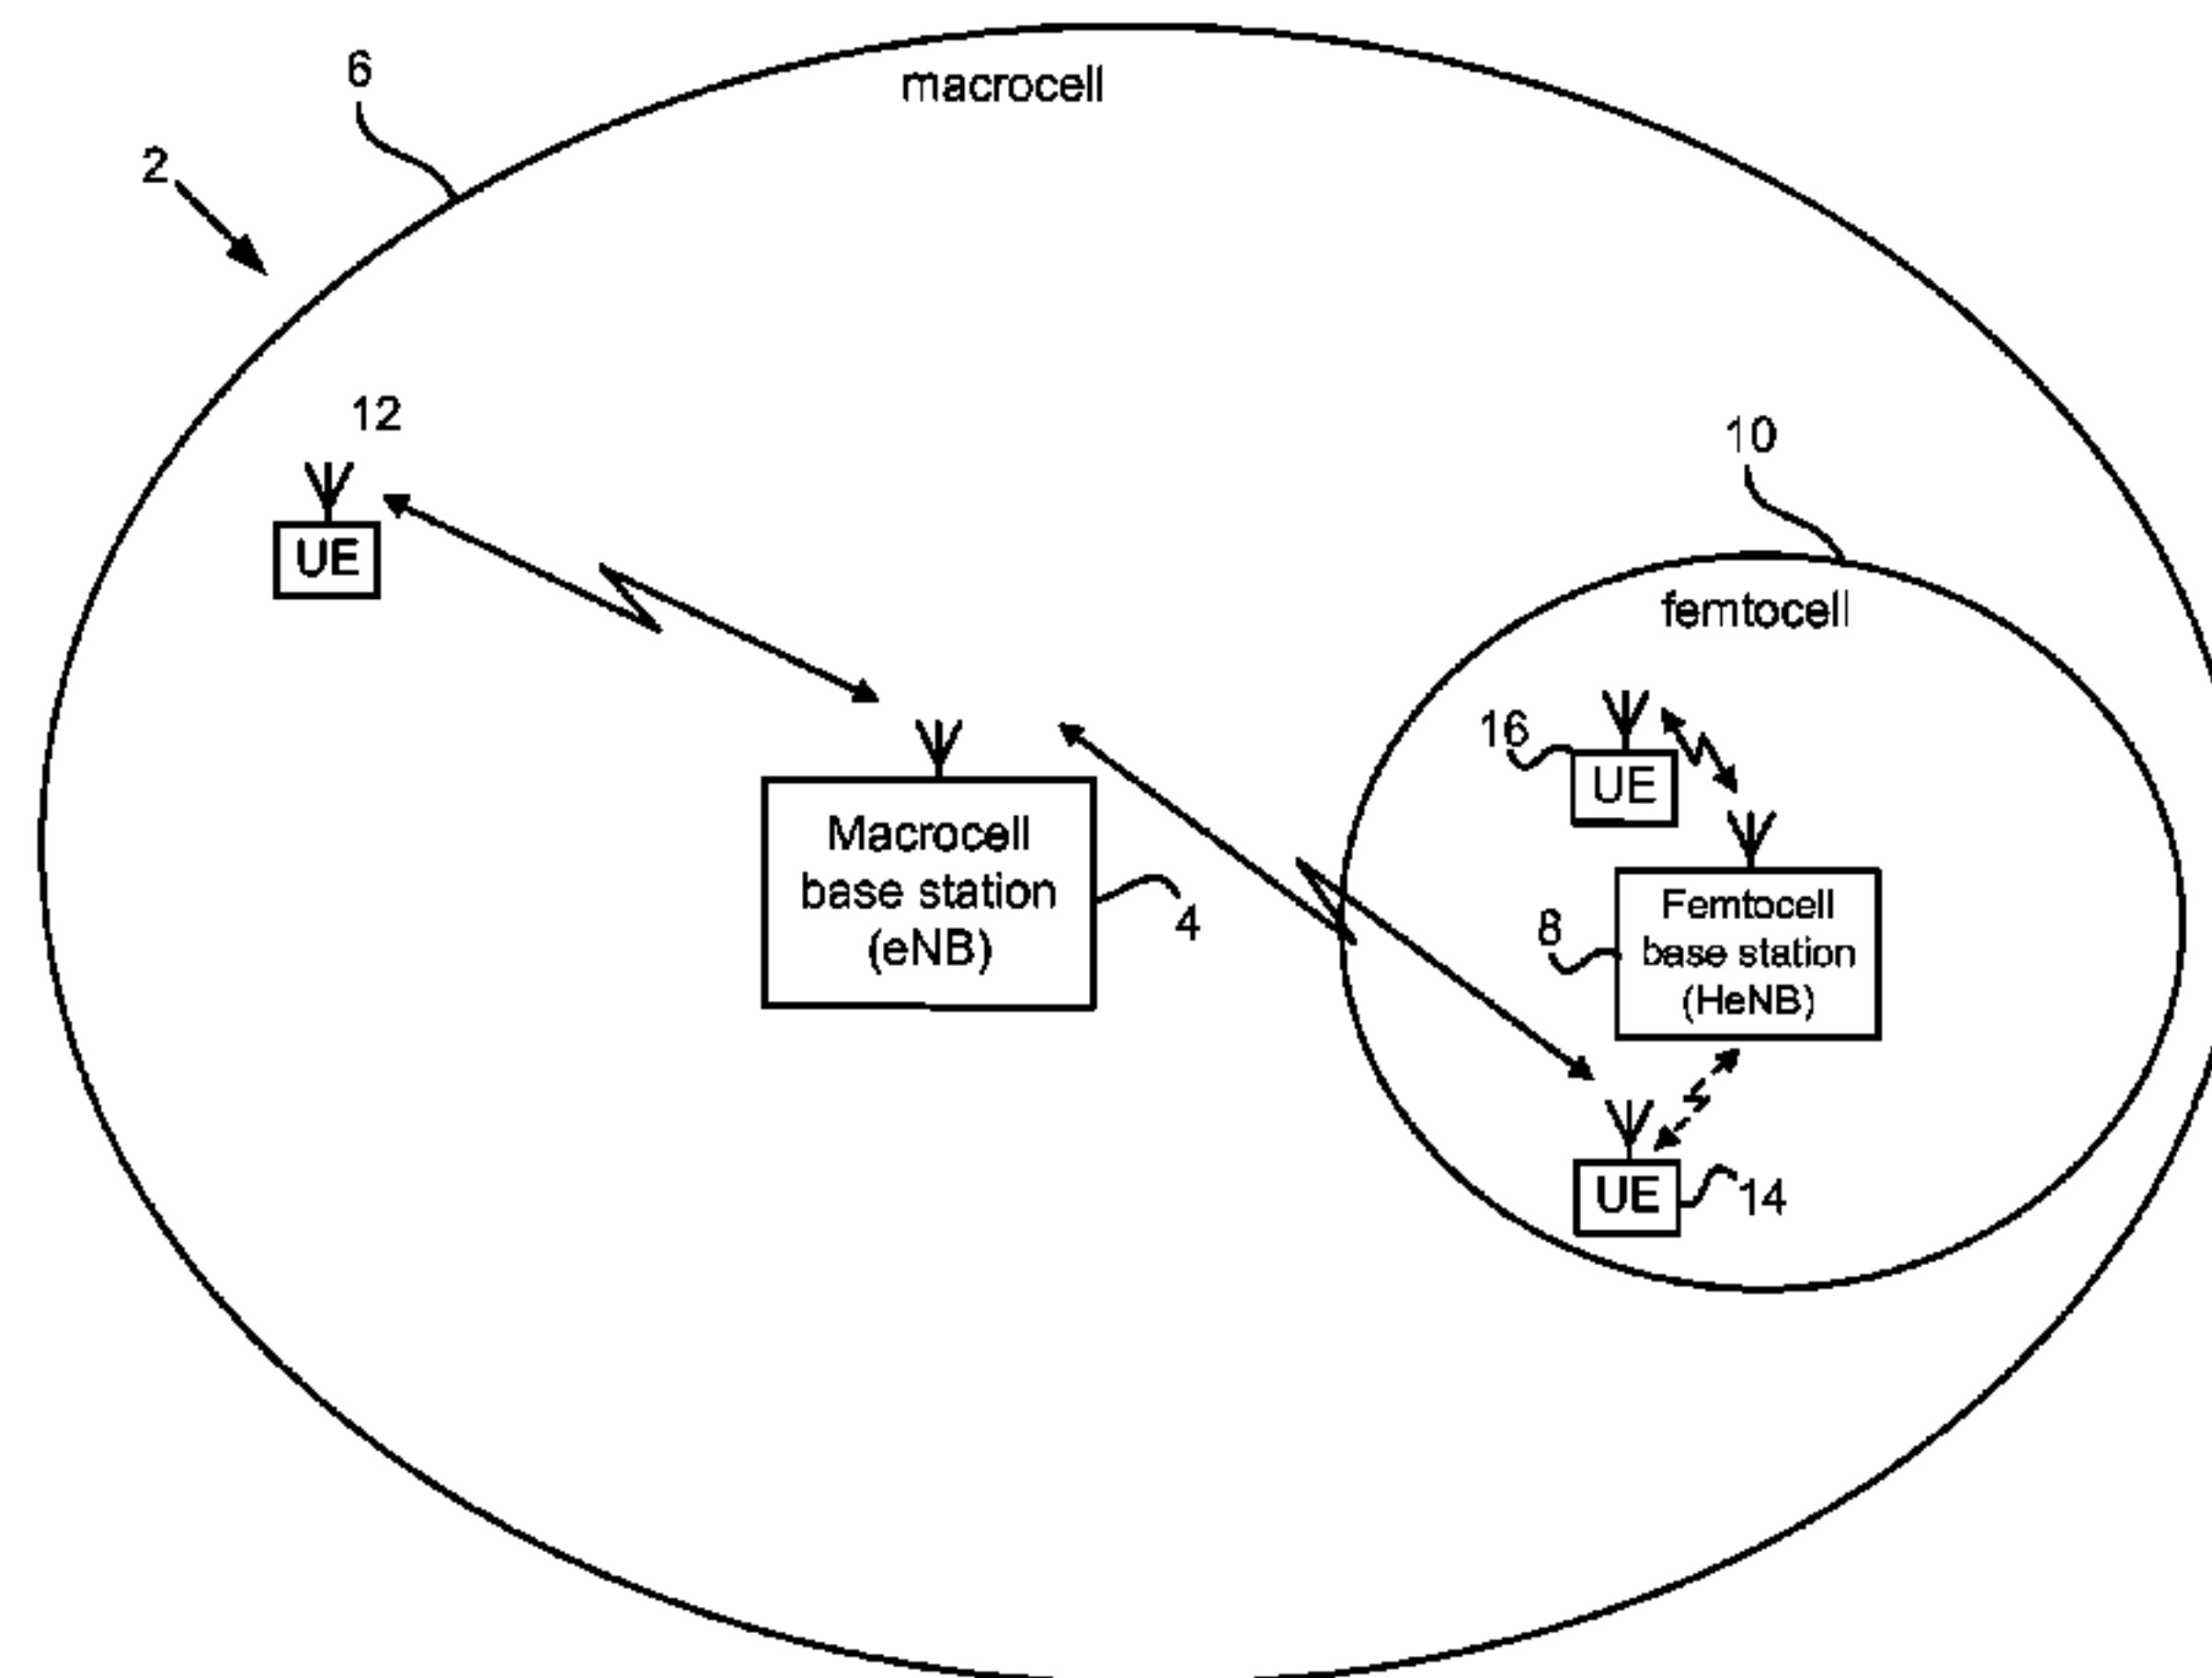 6
macrocell
2
12
10
UE
femtocell
16
UE
Macrocell
base station
(eNB)
4
8
Femtocell
base station
(HeNB)
UE
14